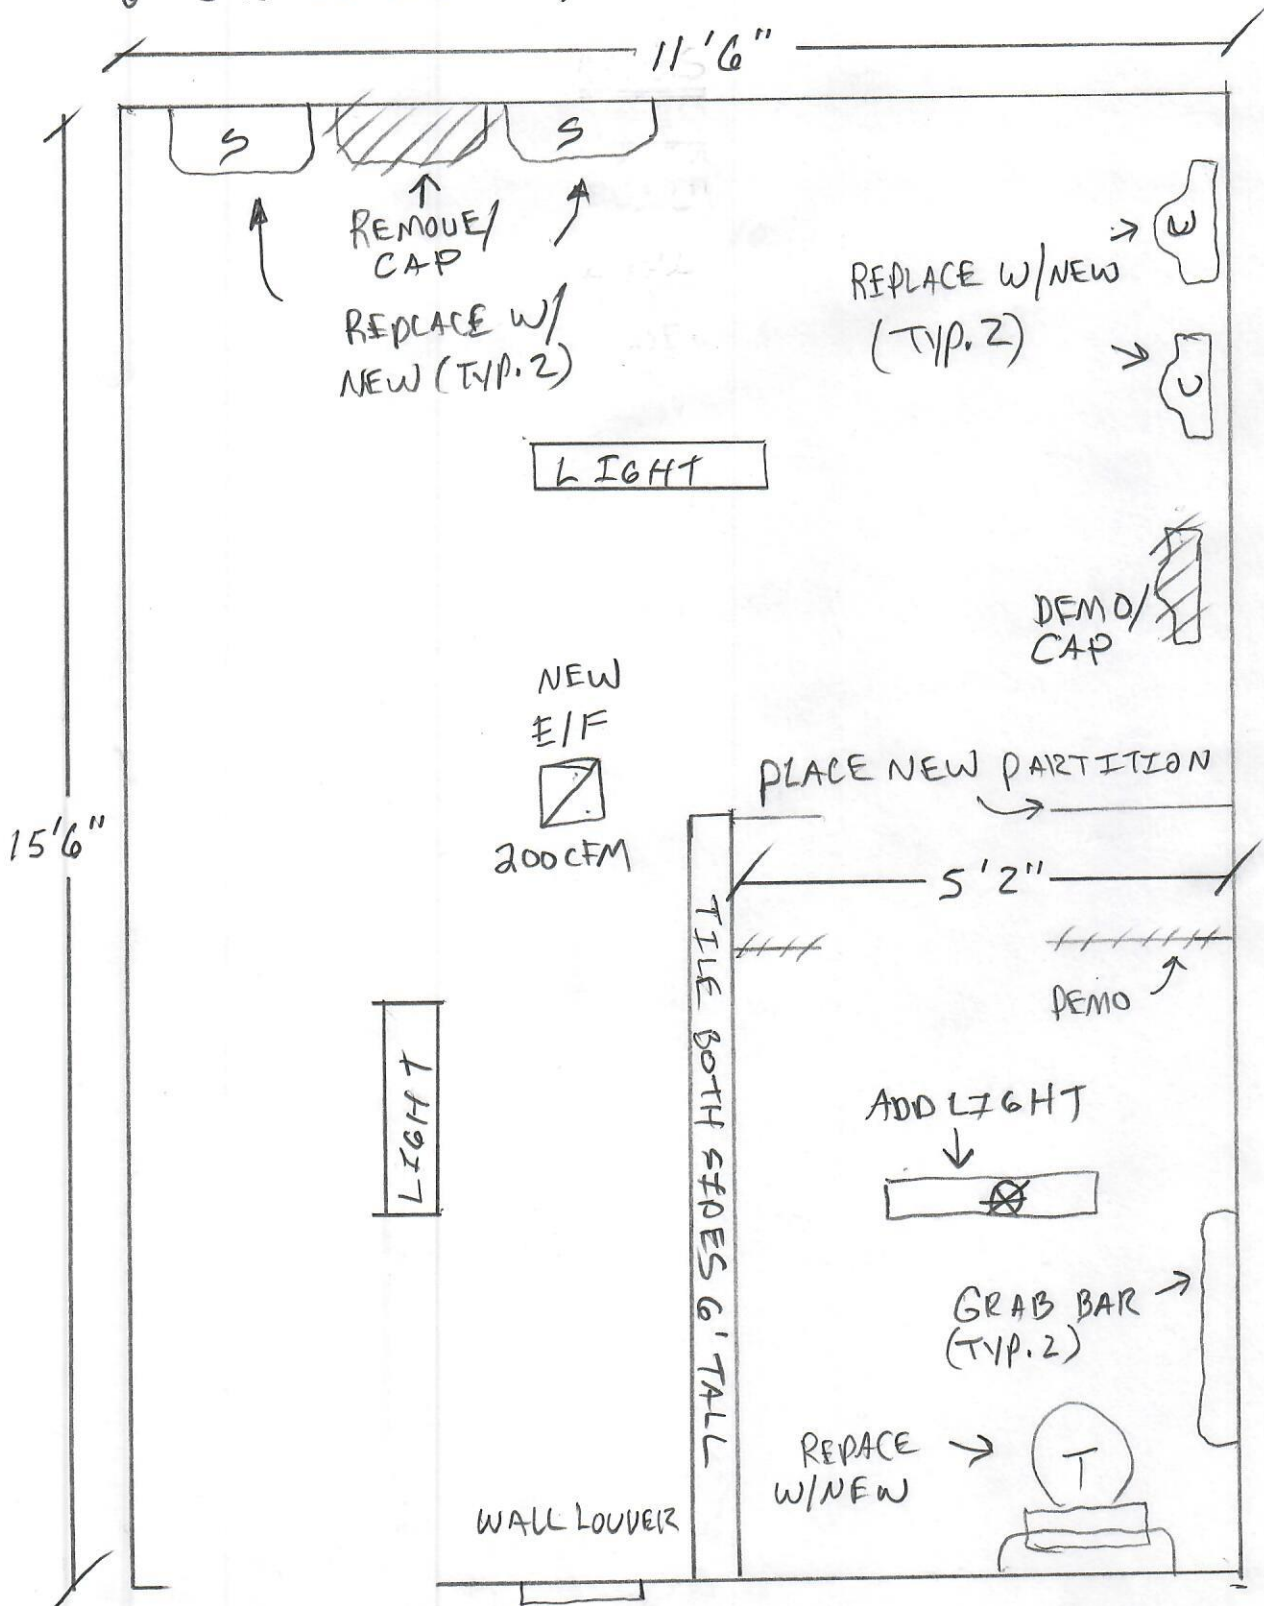 11'6"
S
S
REMOVE/
CAP
REPLACE W/
NEW (TYP. 2)
REPLACE W/NEW
(TYP. 2)
U
U
LIGHT
DEMO/
CAP
NEW
E/F
200 CFM
PLACE NEW PARTITION
15'6"
5'2"
TILE BOTH SIDES 6' TALL
DEMO
LIGHT
ADD LIGHT
GRAB BAR
(TYP. 2)
REPACE
W/NEW
T
WALL LOUVER